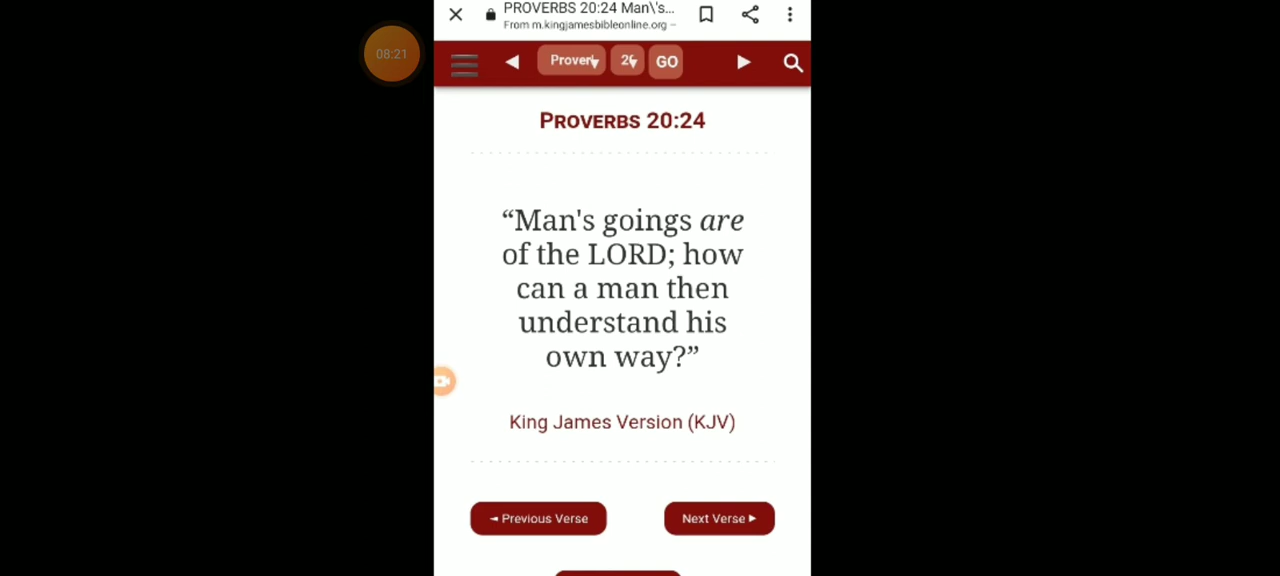 PROVERBS 20:24 Man\'s...
From m.kingjamesbibleonline.org –
08:21
GO
PROVERBS 20:24
“Man's goings are
of the LORD; how
can a man then
understand his
own way?”
King James Version (KJV)
◄ Previous Verse
Next Verse ►